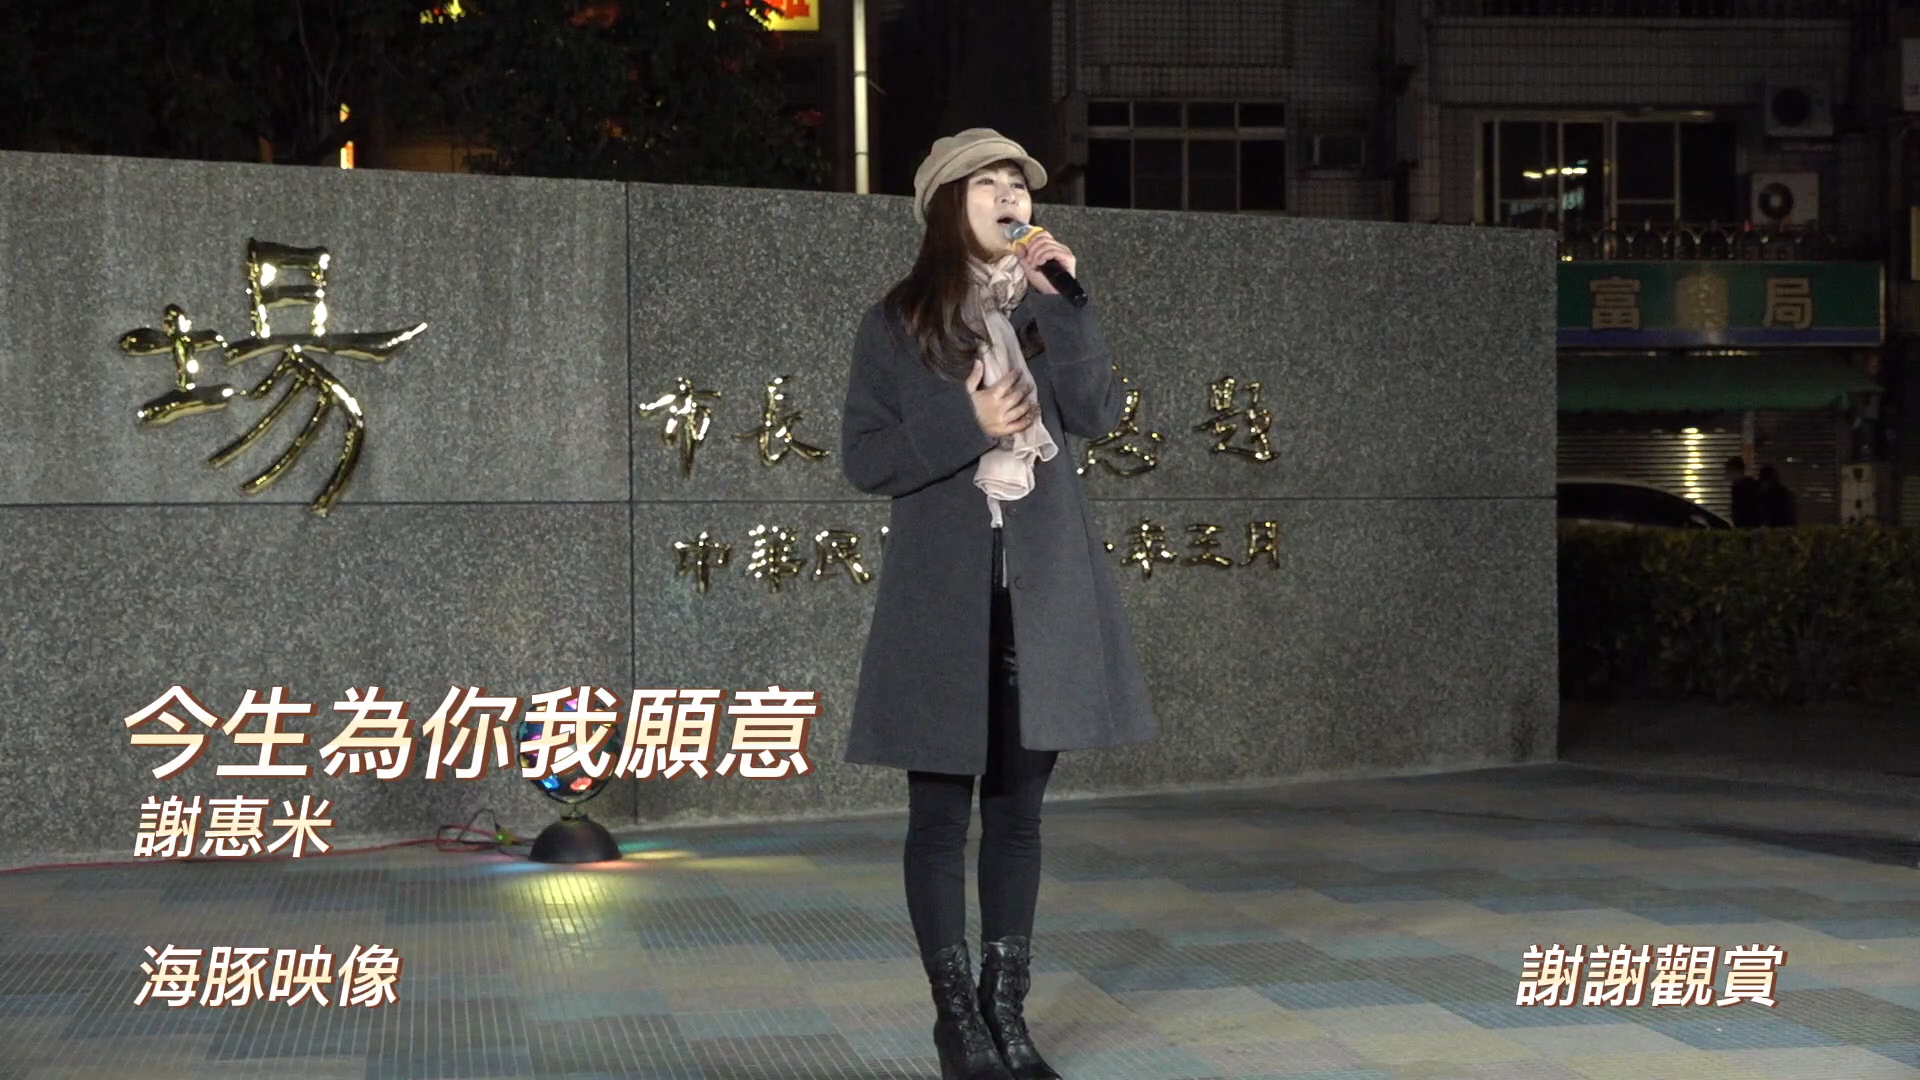 場
市長 題
中華民 年三月
富 局
今生為你我願意
謝惠米
海豚映像
謝謝觀賞